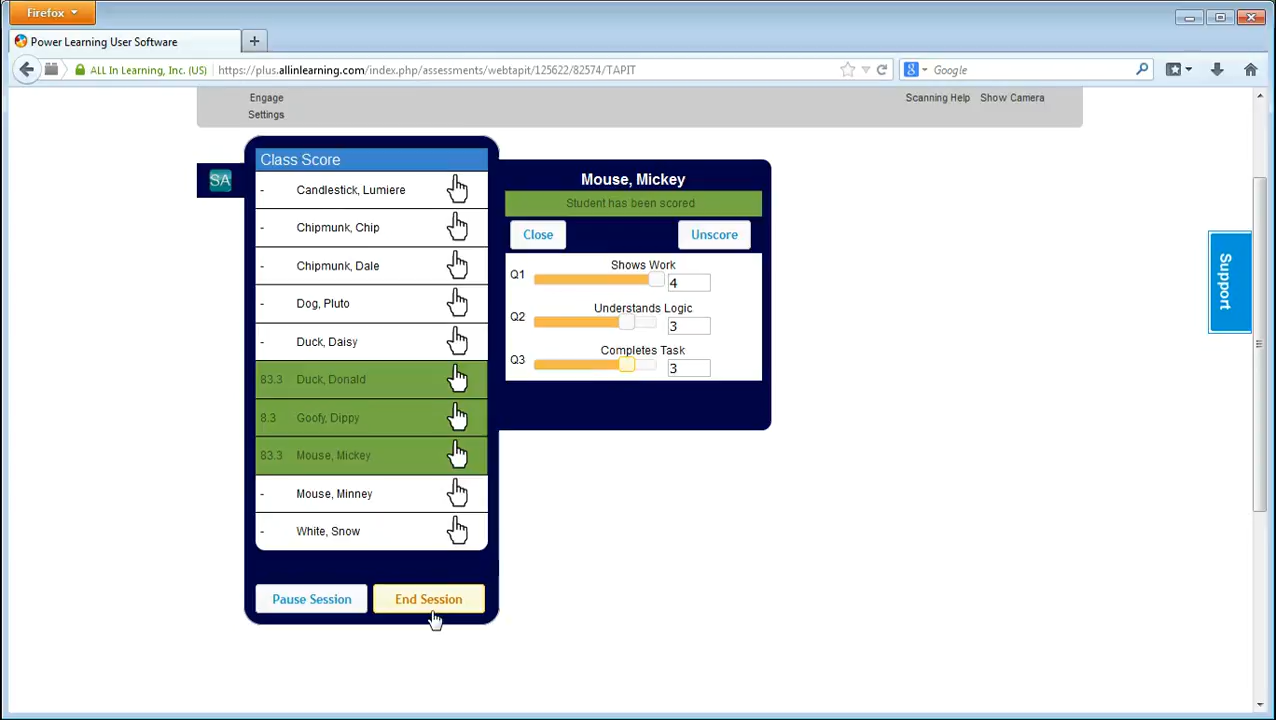 Firefox
Power Learning User Software
ALL In Learning, Inc. (US) https://plus.allinlearning.com/index.php/assessments/webtapit/125622/82574/TAPIT
Google
Engage
Settings
Scanning Help Show Camera
Class Score
SA
- Candlestick, Lumiere
- Chipmunk, Chip
- Chipmunk, Dale
- Dog, Pluto
- Duck, Daisy
83.3 Duck, Donald
8.3 Goofy, Dippy
83.3 Mouse, Mickey
- Mouse, Minney
- White, Snow
Pause Session End Session
Mouse, Mickey
Student has been scored
Close Unscore
Shows Work
Q1 4
Understands Logic
Q2 3
Completes Task
Q3 3
Support